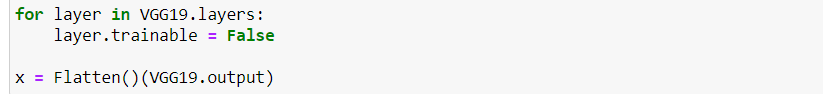 for layer in VGG19.layers:
    layer.trainable = False
x = Flatten()(VGG19.output)